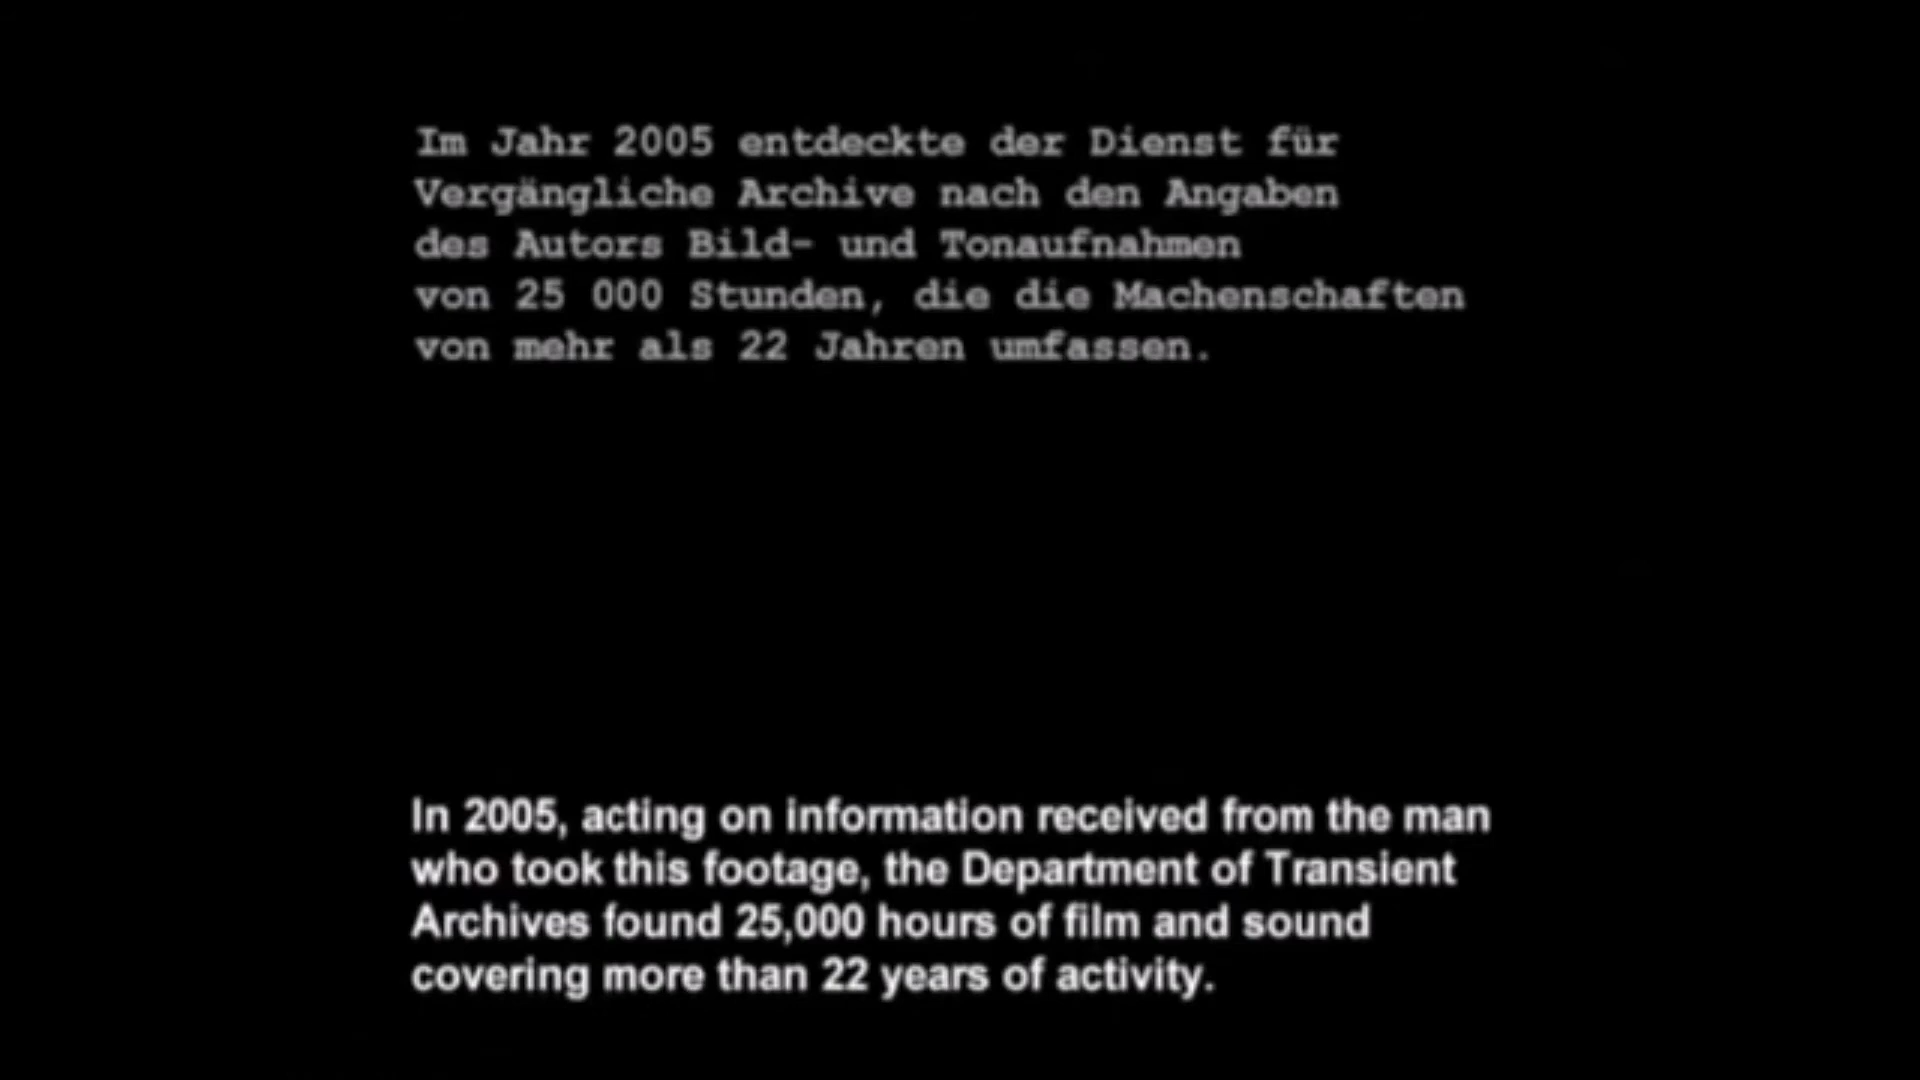 Im Jahr 2005 entdeckte der Dienst für
Vergängliche Archive nach den Angaben
des Autors Bild- und Tonaufnahmen
von 25 000 Stunden, die die Machenschaften
von mehr als 22 Jahren umfassen.
In 2005, acting on information received from the man
who took this footage, the Department of Transient
Archives found 25,000 hours of film and sound
covering more than 22 years of activity.